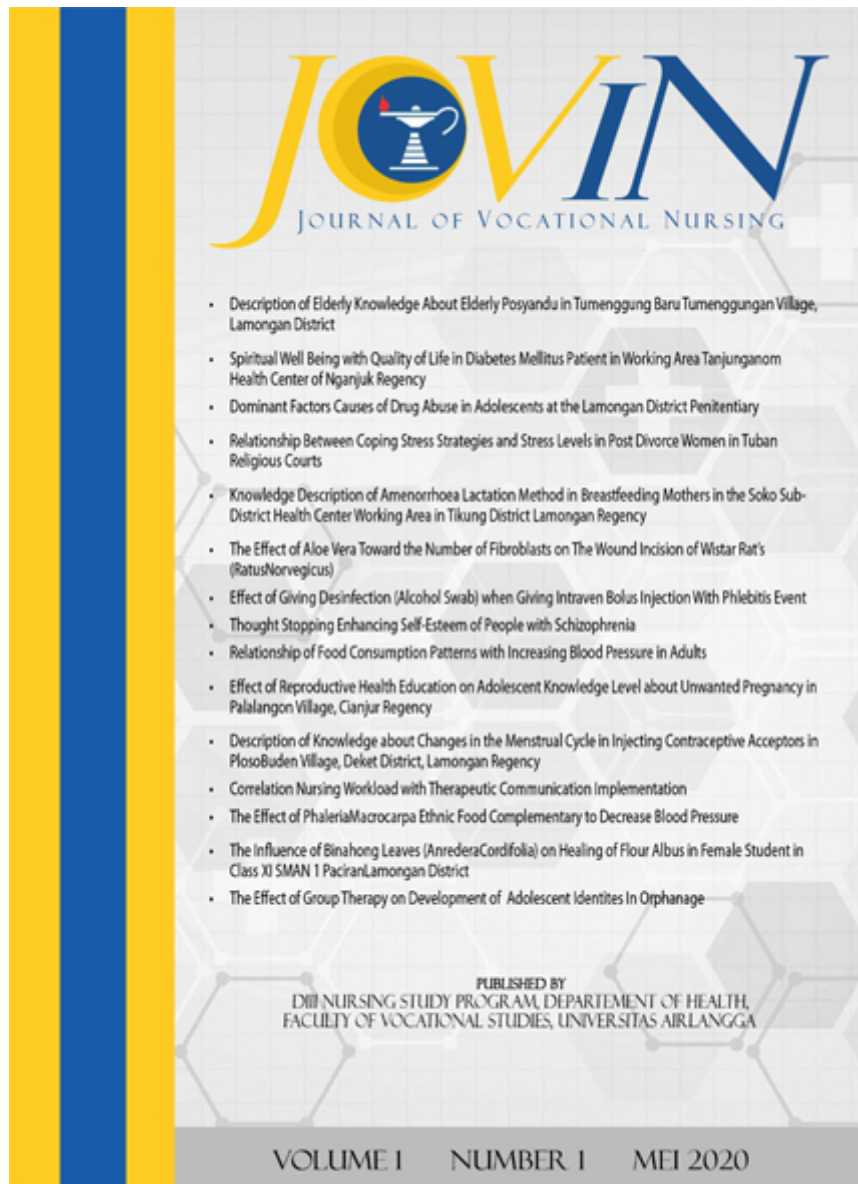 JOVIN
JOURNAL OF VOCATIONAL NURSING
• Description of Elderly Knowledge About Elderly Posyandu in Tumenggung Baru Tumenggungan Village,
Lamongan District
• Spiritual Well Being with Quality of Life in Diabetes Mellitus Patient in Working Area Tanjunganom
Health Center of Nganjuk Regency
• Dominant Factors Causes of Drug Abuse in Adolescents at the Lamongan District Penitentiary
• Relationship Between Coping Stress Strategies and Stress Levels in Post Divorce Women in Tuban
Religious Courts
• Knowledge Description of Amenorrhoea Lactation Method in Breastfeeding Mothers in the Soko Sub-
District Health Center Working Area in Tikung District Lamongan Regency
• The Effect of Aloe Vera Toward the Number of Fibroblasts on The Wound Incision of Wistar Rat's
(RatusNorvegicus)
• Effect of Giving Desinfection (Alcohol Swab) when Giving Intraven Bolus Injection With Phlebitis Event
• Thought Stopping Enhancing Self-Esteem of People with Schizophrenia
• Relationship of Food Consumption Patterns with Increasing Blood Pressure in Adults
• Effect of Reproductive Health Education on Adolescent Knowledge Level about Unwanted Pregnancy in
Palalangon Village, Cianjur Regency
• Description of Knowledge about Changes in the Menstrual Cycle in Injecting Contraceptive Acceptors in
PlosoBuden Village, Deket District, Lamongan Regency
• Correlation Nursing Workload with Therapeutic Communication Implementation
• The Effect of PhaleriaMacrocarpa Ethnic Food Complementary to Decrease Blood Pressure
• The Influence of Binahong Leaves (AnrederaCordifolia) on Healing of Flour Albus in Female Student in
Class XI SMAN 1 PaciranLamongan District
• The Effect of Group Therapy on Development of Adolescent Identites In Orphanage
PUBLISHED BY
DIII NURSING STUDY PROGRAM, DEPARTEMENT OF HEALTH,
FACULTY OF VOCATIONAL STUDIES, UNIVERSITAS AIRLANGGA
VOLUME 1 NUMBER 1 MEI 2020